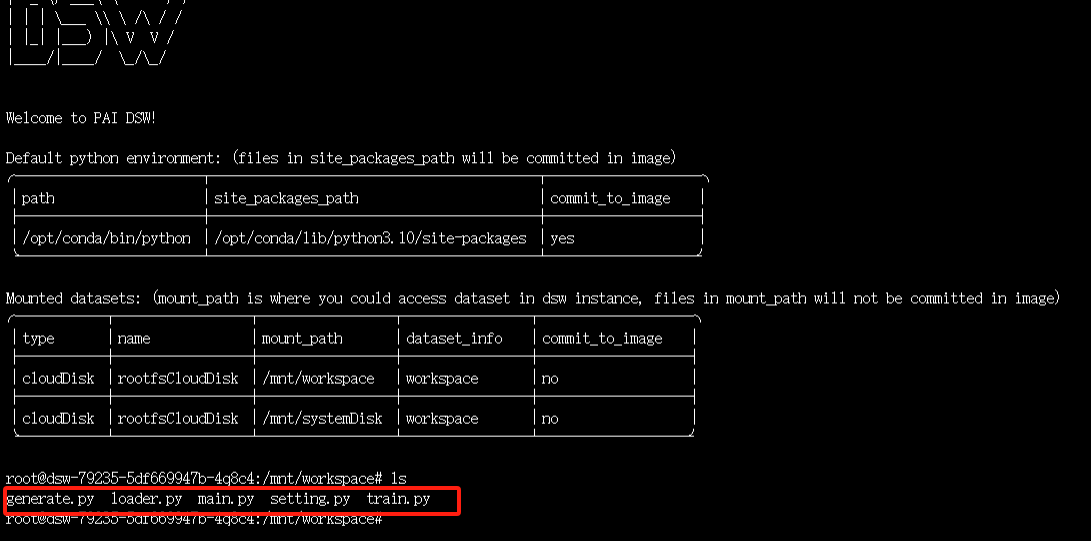 Welcome to PAI DSW!
Default python environment: (files in site_packages_path will be committed in image)
path site_packages_path commit_to_image
/opt/conda/bin/python /opt/conda/lib/python3.10/site-packages yes
Mounted datasets: (mount_path is where you could access dataset in dsw instance, files in mount_path will not be committed in image)
type name mount_path dataset_info commit_to_image
cloudDisk rootfsCloudDisk /mnt/workspace workspace no
cloudDisk rootfsCloudDisk /mnt/systemDisk workspace no
root@dsw-79235-5df669947b-4q8c4:/mnt/workspace# ls
generate.py loader.py main.py setting.py train.py
root@dsw-79235-5df669947b-4q8c4:/mnt/workspace#